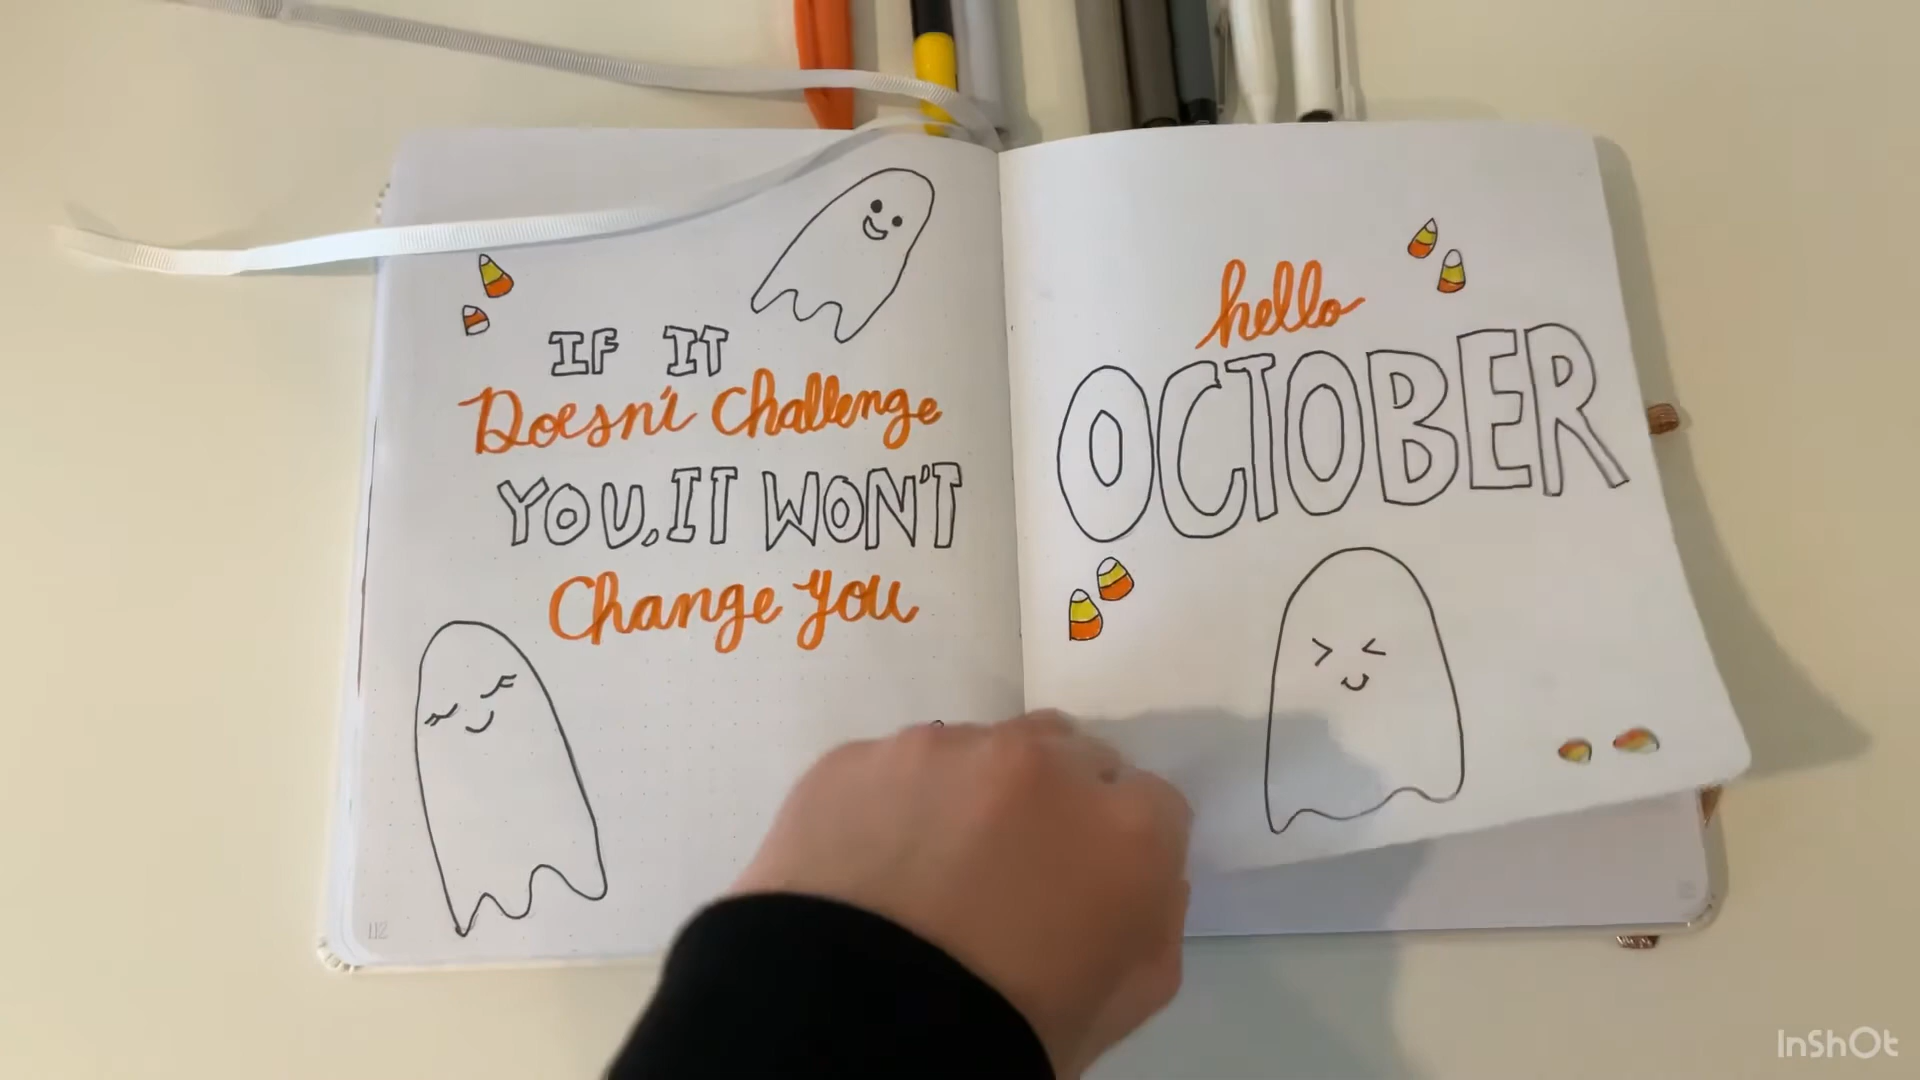 IF IT
Doesn't Challenge
YOU, IT WON'T
Change You
112
hello
OCTOBER
InShOt